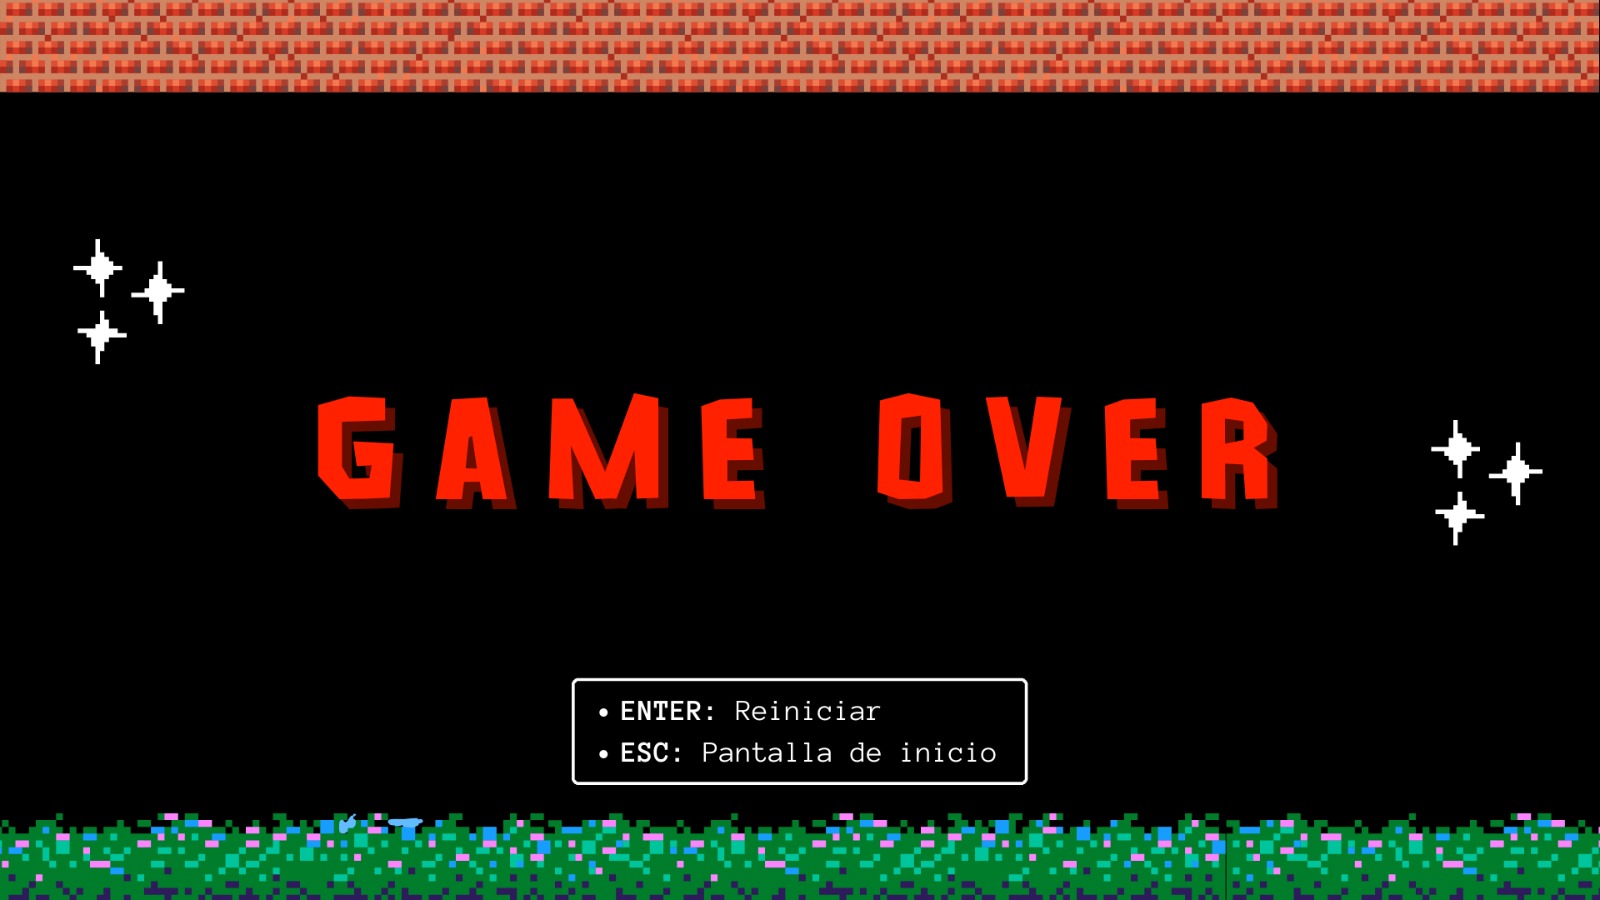 GAME OVER
• ENTER: Reiniciar
• ESC: Pantalla de inicio